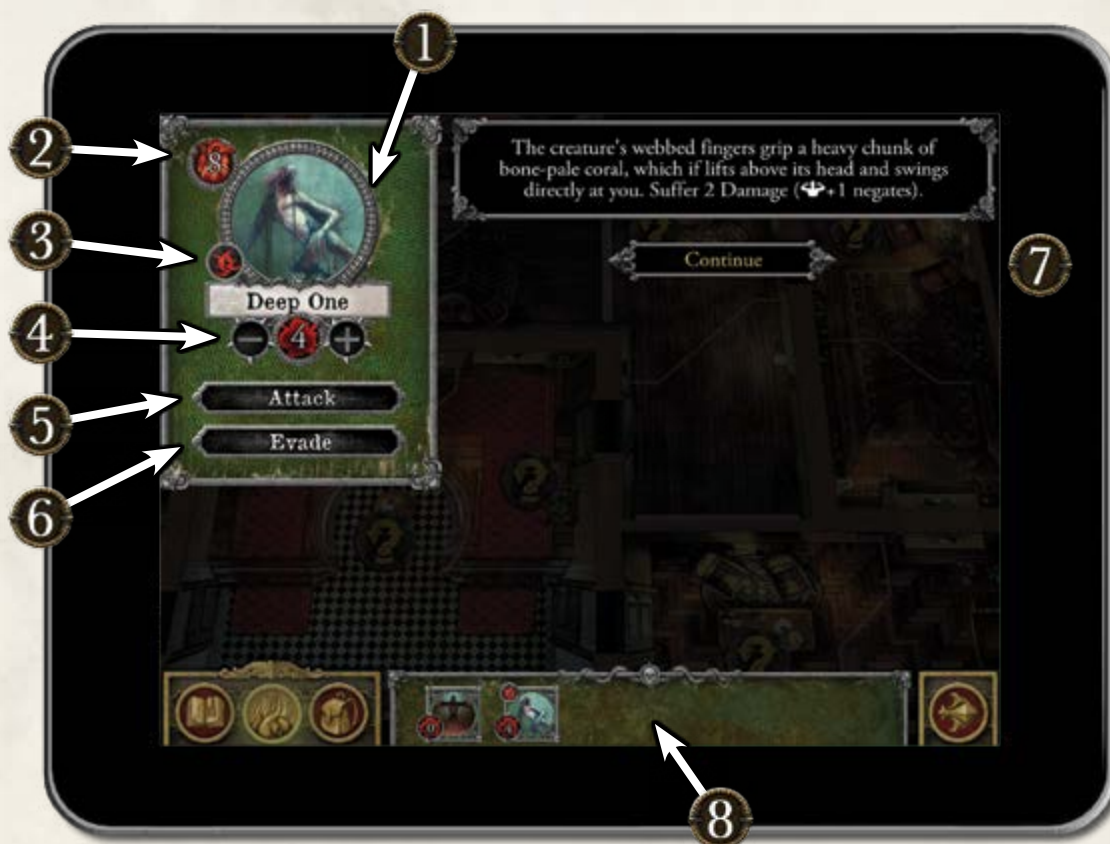 1
2
8
The creature's webbed fingers grip a heavy chunk of
bone-pale coral, which if lifts above its head and swings
directly at you. Suffer 2 Damage (+1 negates).
3
7
Continue
Deep One
4
4
5
Attack
Evade
6
?
?
?
0
4
8